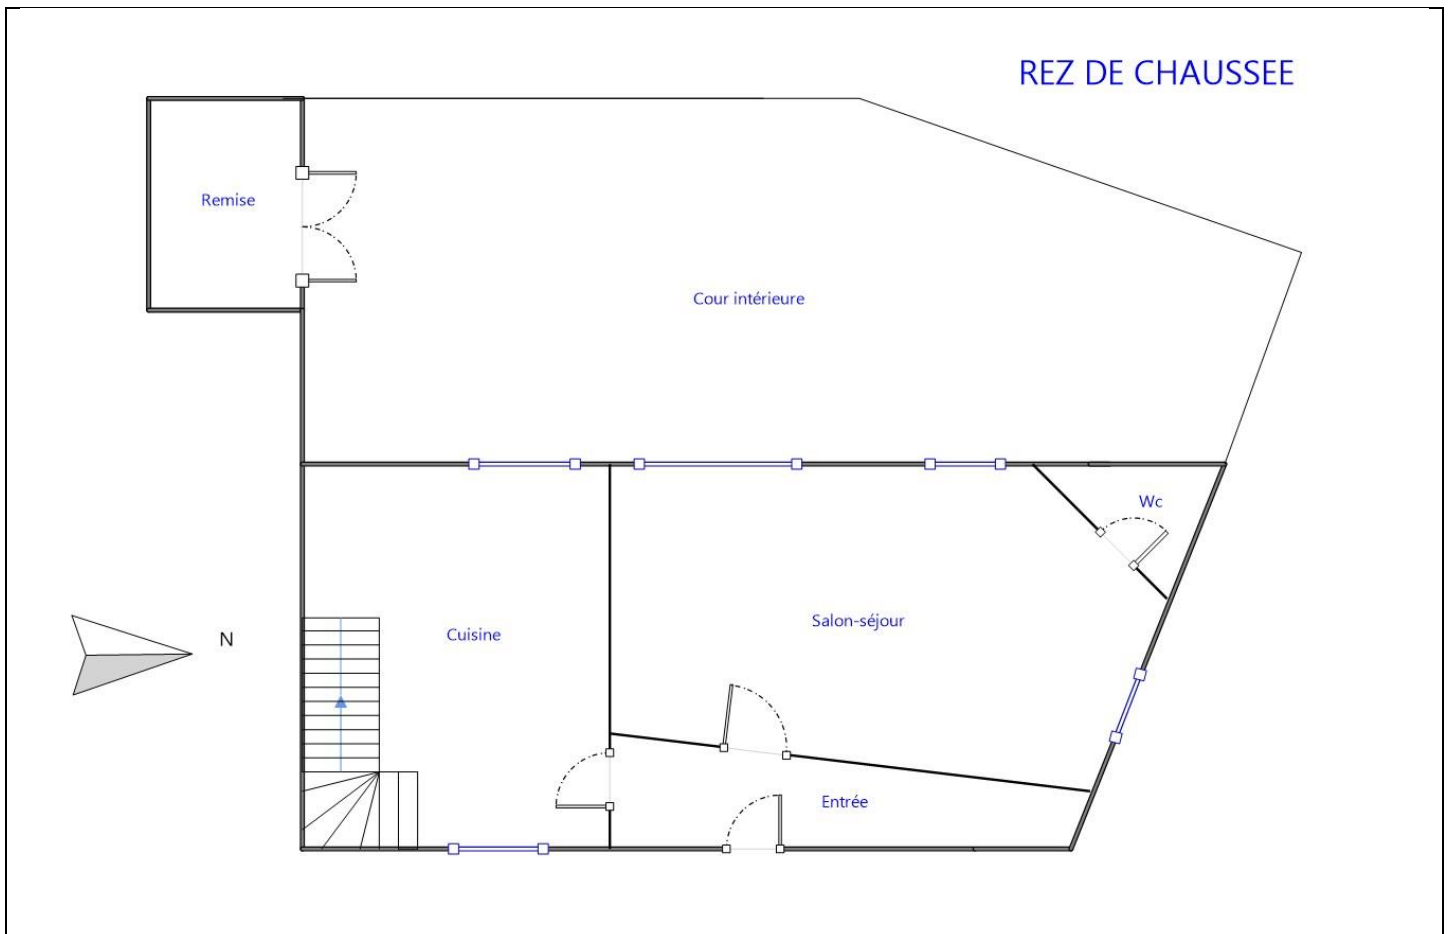 REZ DE CHAUSSEE
Remise
Cour intérieure
Wc
Salon-séjour
Cuisine
N
Entrée